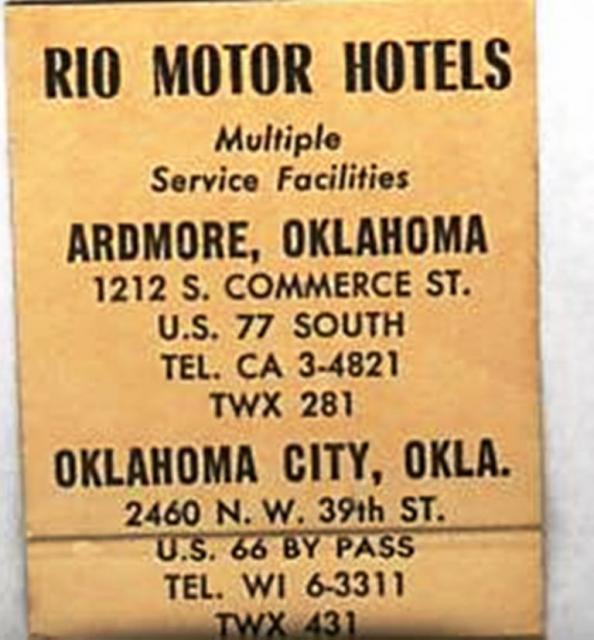 RIO MOTOR HOTELS
Multiple
Service Facilities
ARDMORE, OKLAHOMA
1212 S. COMMERCE ST.
U.S. 77 SOUTH
TEL. CA 3-4821
TWX 281
OKLAHOMA CITY, OKLA.
2460 N. W. 39th ST.
U.S. 66 BY PASS
TEL. WI 6-3311
TWX 431